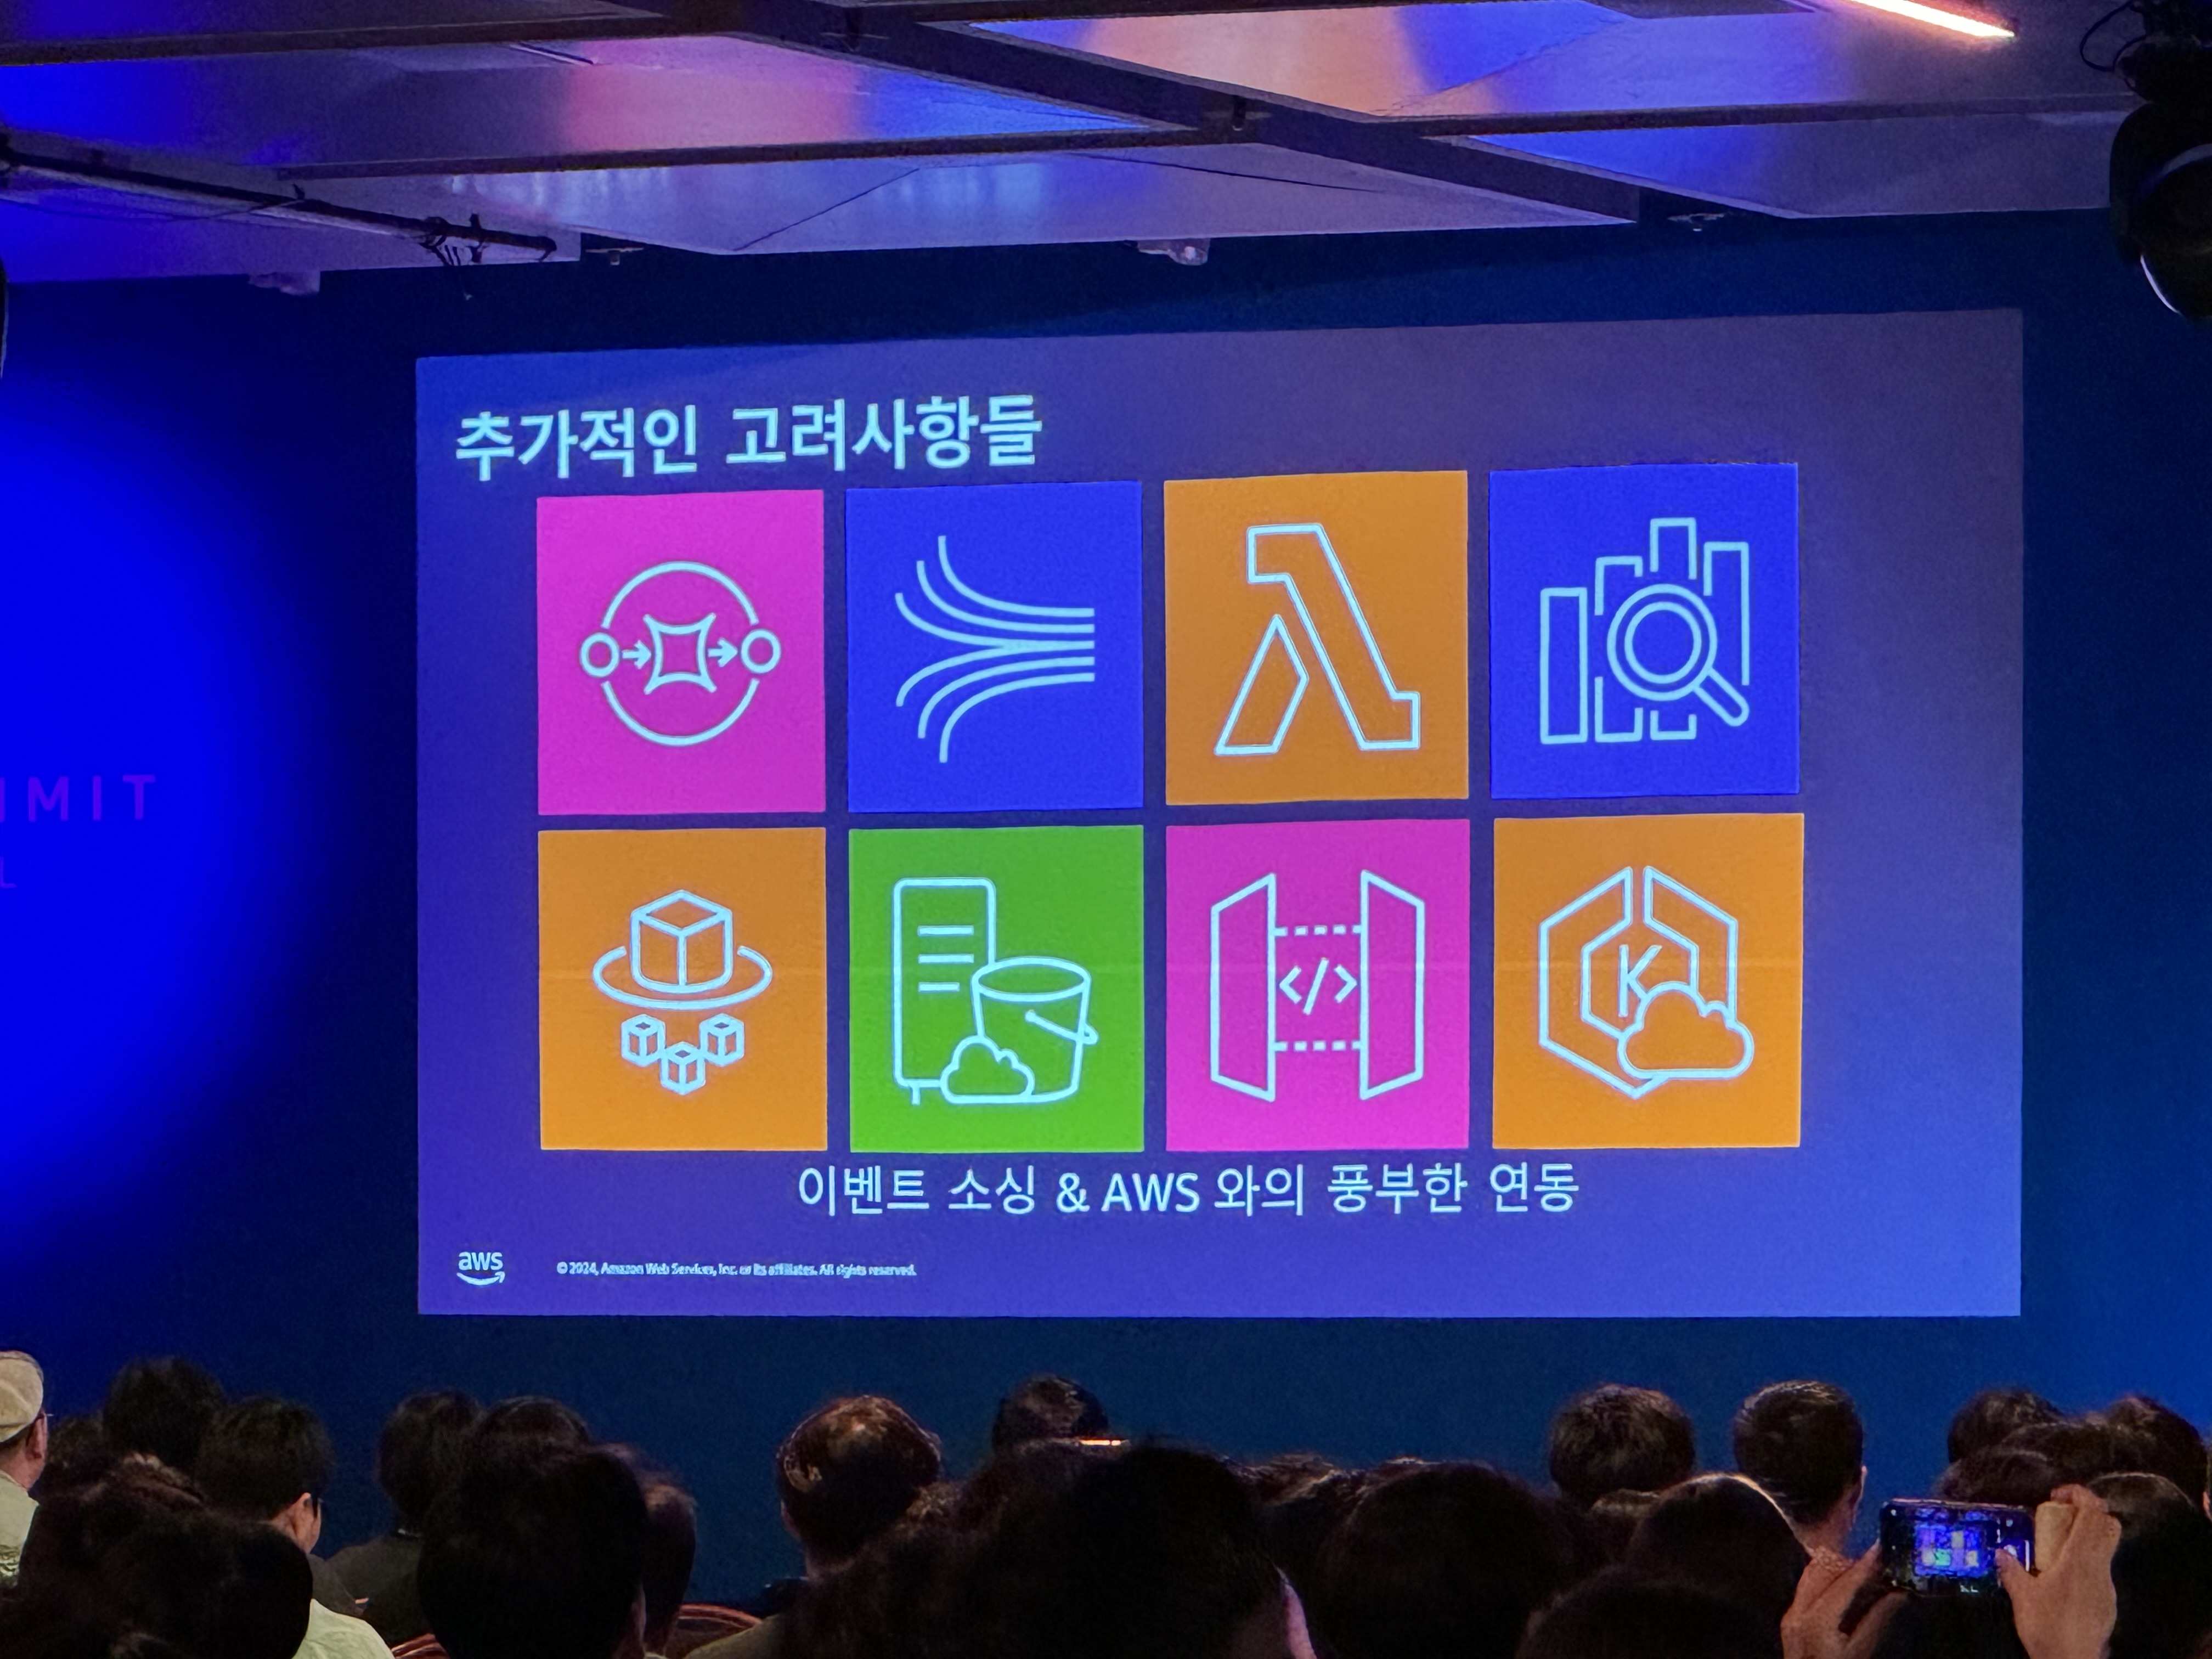 추가적인 고려사항들
</>
K
이벤트 소싱 & AWS 와의 풍부한 연동
aws
© 2024, Amazon Web Services, Inc. or its affiliates. All rights reserved.